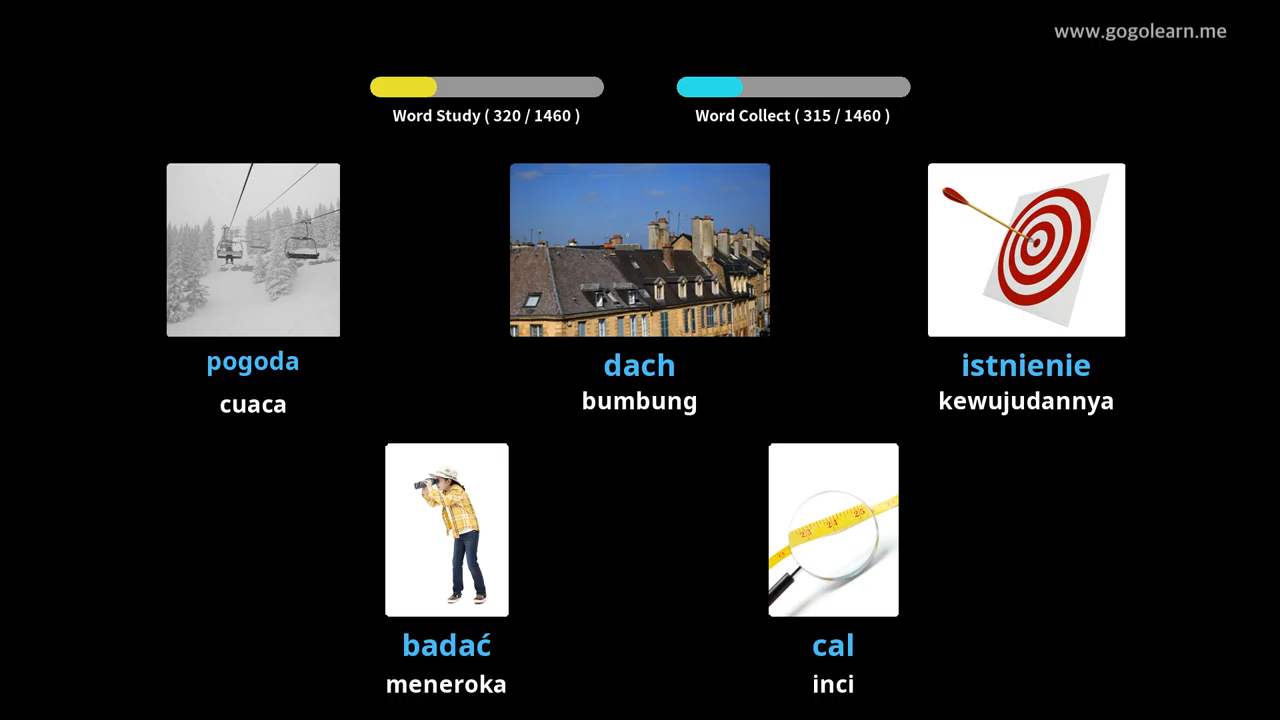 www.gogolearn.me
Word Study ( 320 / 1460 )
Word Collect ( 315 / 1460 )
pogoda
cuaca
dach
bumbung
istnienie
kewujudannya
badać
meneroka
cal
inci